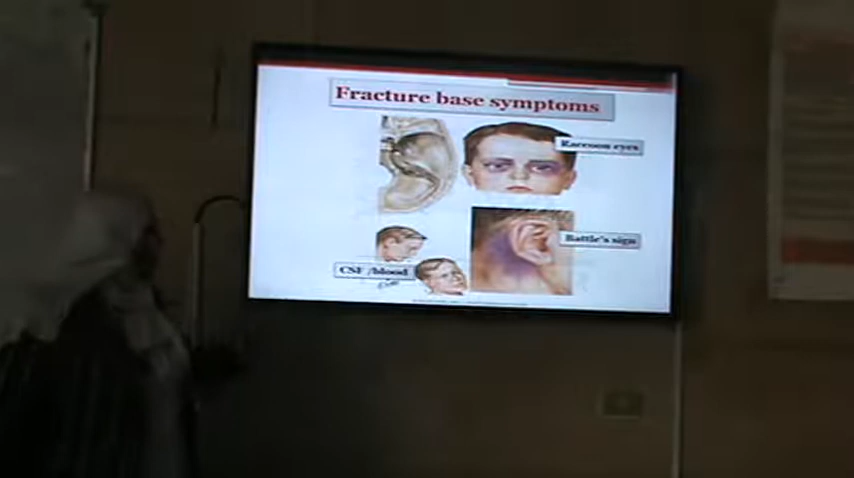 Fracture base symptoms
Raccoon eyes
Battle's sign
CSF /blood